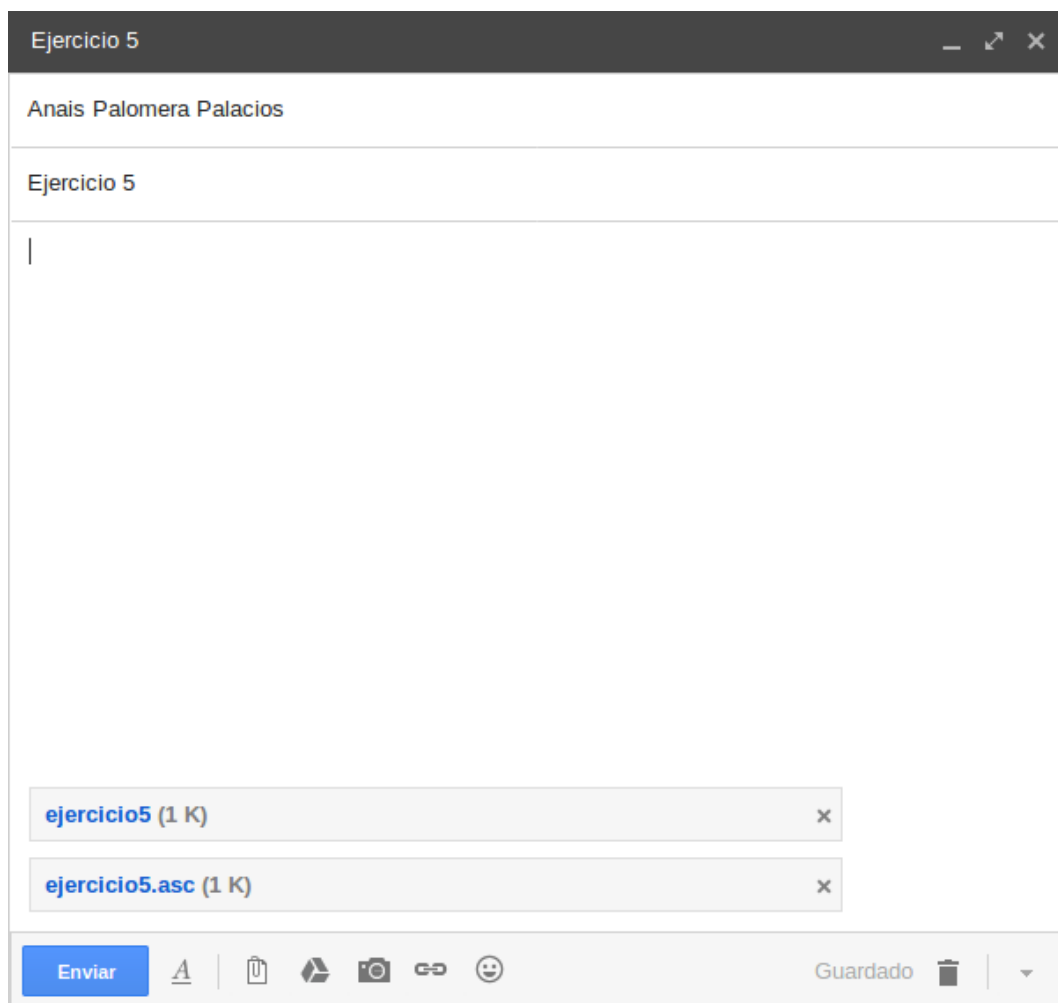 Ejercicio 5
Anais Palomera Palacios
Ejercicio 5
ejercicio5 (1 K)
ejercicio5.asc (1 K)
Enviar A Guardado